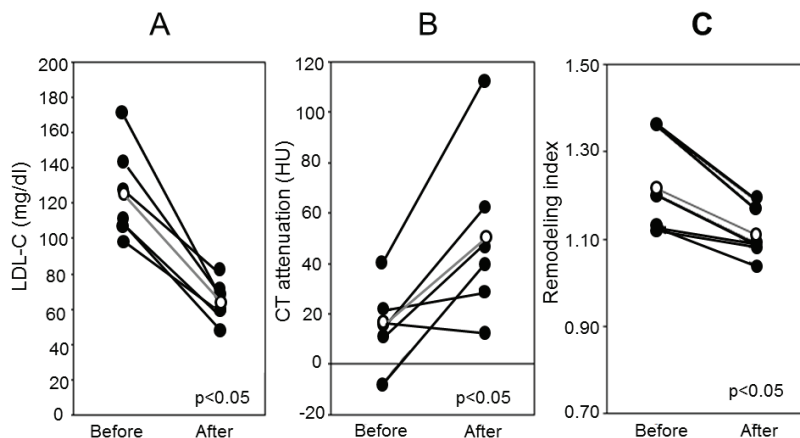 A
LDL-C (mg/dl)
200
180
160
140
120
100
80
60
40
20
0
p<0.05
Before After
B
CT attenuation (HU)
120
100
80
60
40
20
0
-20
p<0.05
Before After
C
Remodeling index
1.50
1.30
1.10
0.90
0.70
p<0.05
Before After